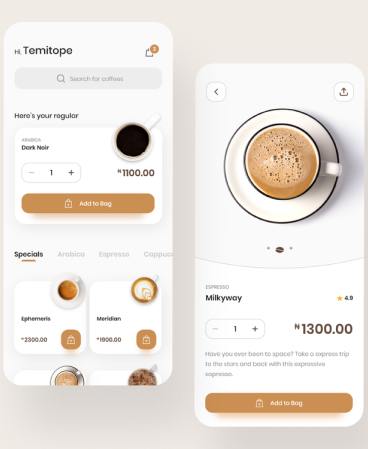 Hi, Temitope
2
Search for coffees
Here's your regular
ARABICA
Dark Noir
− 1 +
₦1100.00
Add to Bag
Specials Arabica Espresso Cappuc
Ephemeris
₦2300.00
Meridian
₦1900.00
ESPRESSO
Milkyway
4.9
− 1 +
₦1300.00
Have you ever been to space? Take a express trip
to the stars and back with this expressive
espresso.
Add to Bag